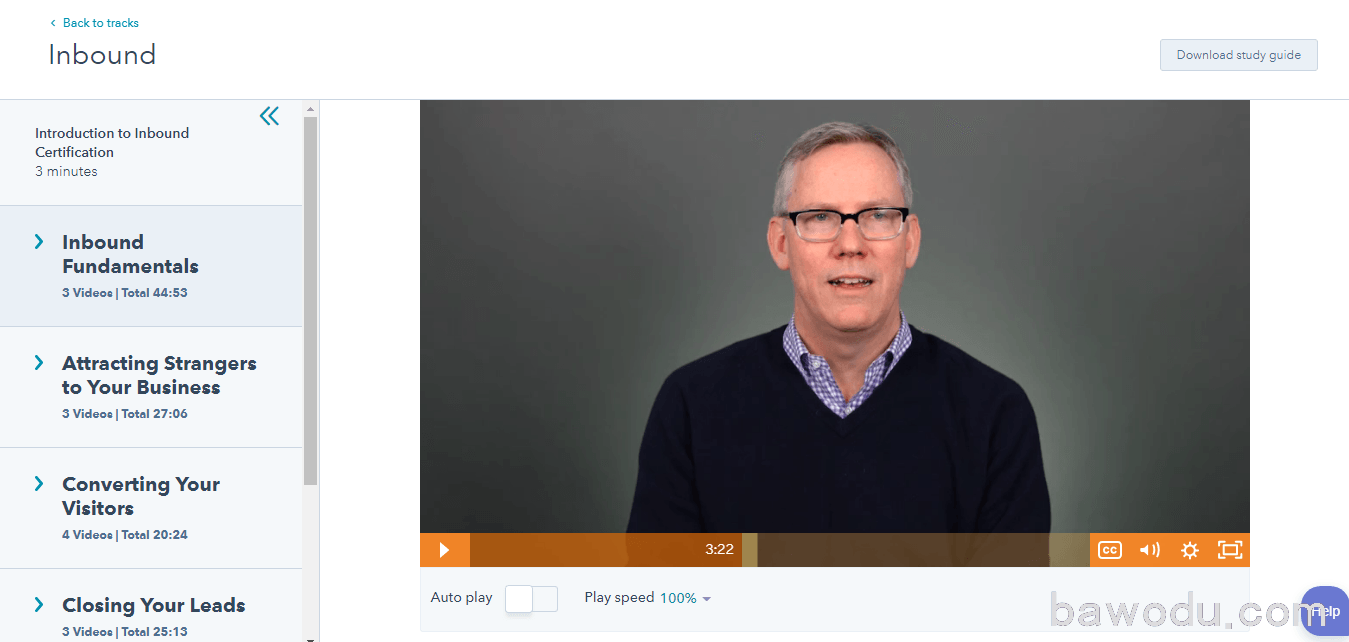 Back to tracks
Inbound
Download study guide
Introduction to Inbound
Certification
3 minutes
Inbound
Fundamentals
3 Videos | Total 44:53
Attracting Strangers
to Your Business
3 Videos | Total 27:06
Converting Your
Visitors
4 Videos | Total 20:24
Closing Your Leads
3 Videos | Total 25:13
3:22
CC
Auto play
Play speed 100%
bawodu.com
Help